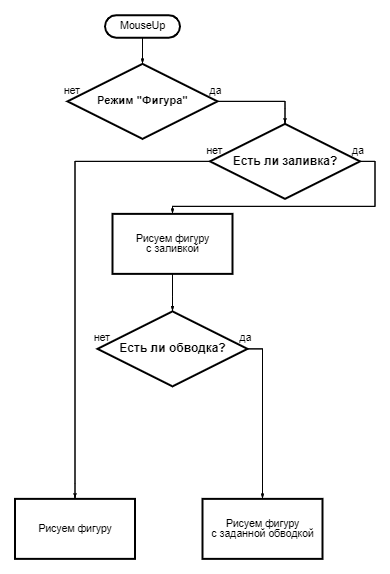 MouseUp
нет
да
Режим "Фигура"
нет
да
Есть ли заливка?
Рисуем фигуру
с заливкой
нет
да
Есть ли обводка?
Рисуем фигуру
Рисуем фигуру
с заданной обводкой